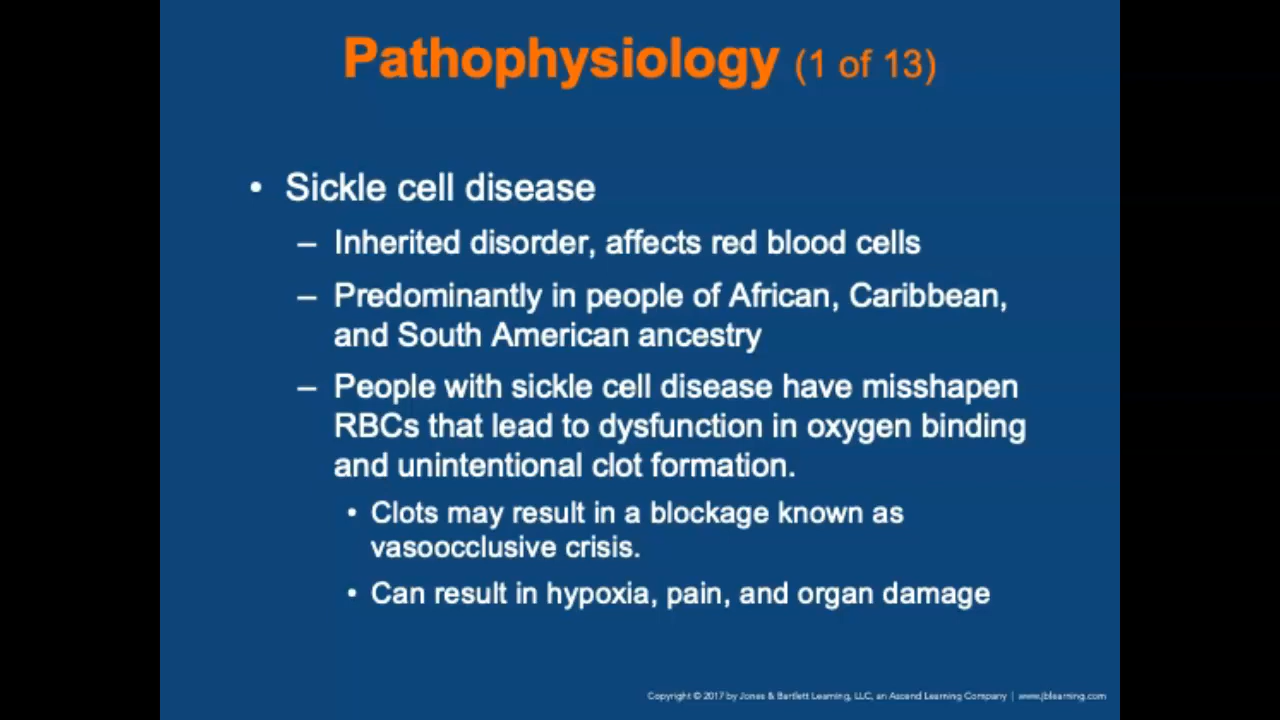 Pathophysiology (1 of 13)
• Sickle cell disease
– Inherited disorder, affects red blood cells
– Predominantly in people of African, Caribbean,
and South American ancestry
– People with sickle cell disease have misshapen
RBCs that lead to dysfunction in oxygen binding
and unintentional clot formation.
• Clots may result in a blockage known as
vasoocclusive crisis.
• Can result in hypoxia, pain, and organ damage
Copyright © 2017 by Jones & Bartlett Learning, LLC, an Ascend Learning Company | www.jblearning.com